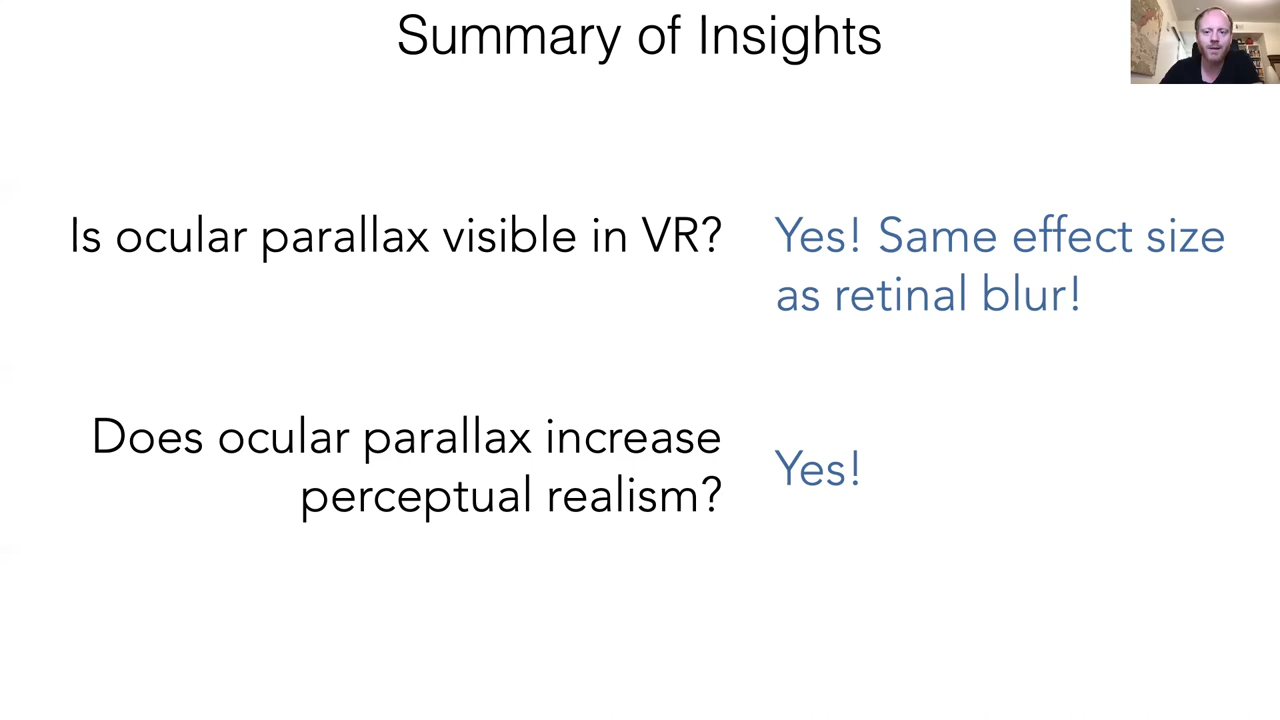 Summary of Insights
Is ocular parallax visible in VR?
Yes! Same effect size
as retinal blur!
Does ocular parallax increase
perceptual realism?
Yes!